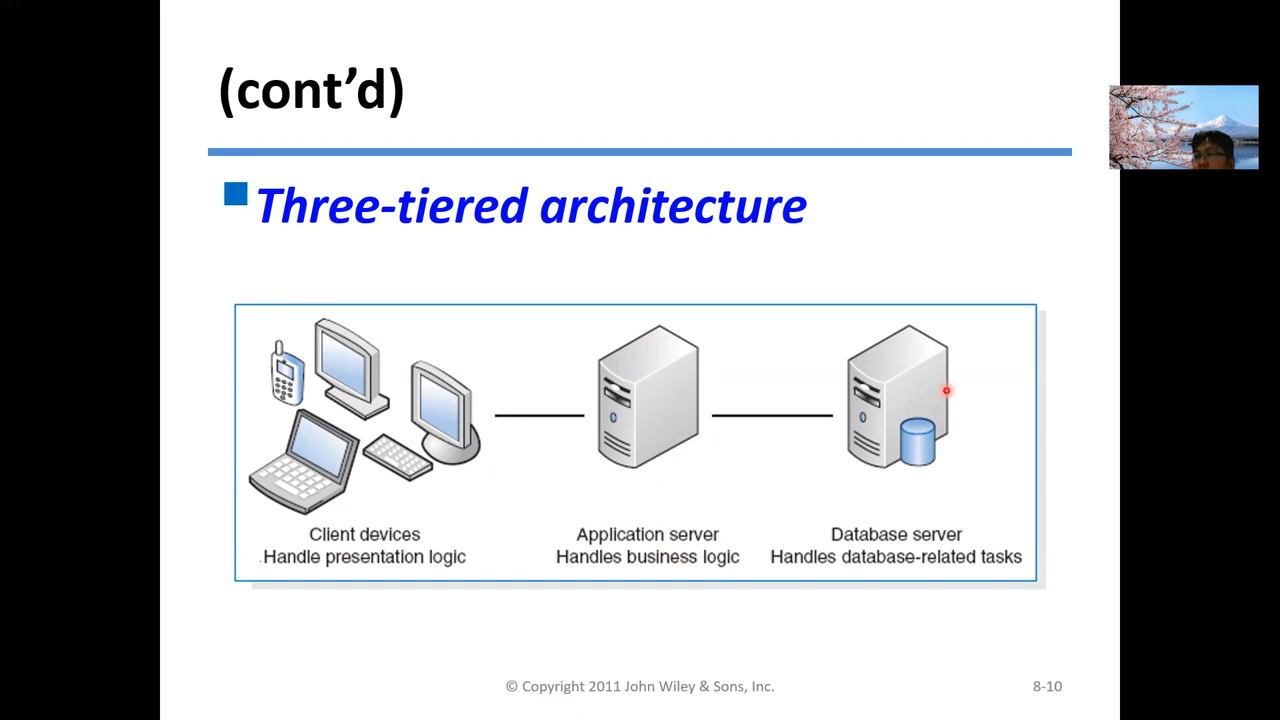 (cont’d)
Three-tiered architecture
Client devices
Handle presentation logic
Application server
Handles business logic
Database server
Handles database-related tasks
© Copyright 2011 John Wiley & Sons, Inc.
8-10